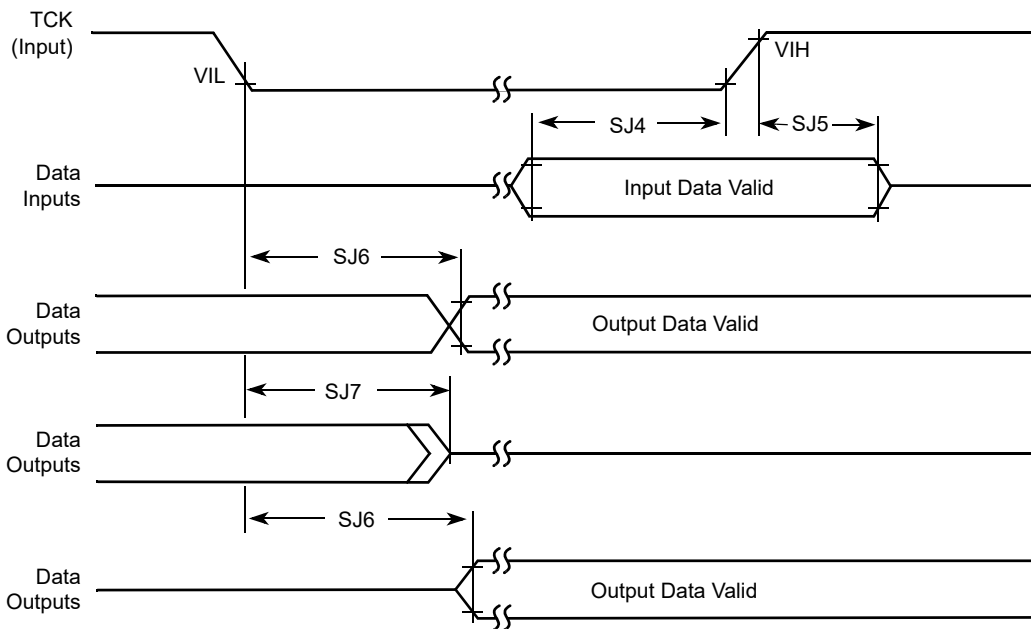 TCK
(Input)
VIL
VIH
SJ4
SJ5
Data
Inputs
Input Data Valid
SJ6
Data
Outputs
Output Data Valid
SJ7
Data
Outputs
SJ6
Data
Outputs
Output Data Valid